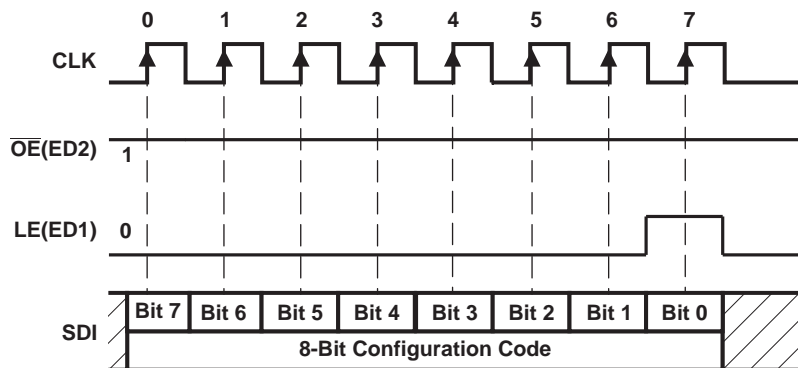 0 1 2 3 4 5 6 7
CLK
OE(ED2) 1
LE(ED1) 0
SDI
Bit 7 Bit 6 Bit 5 Bit 4 Bit 3 Bit 2 Bit 1 Bit 0
8-Bit Configuration Code